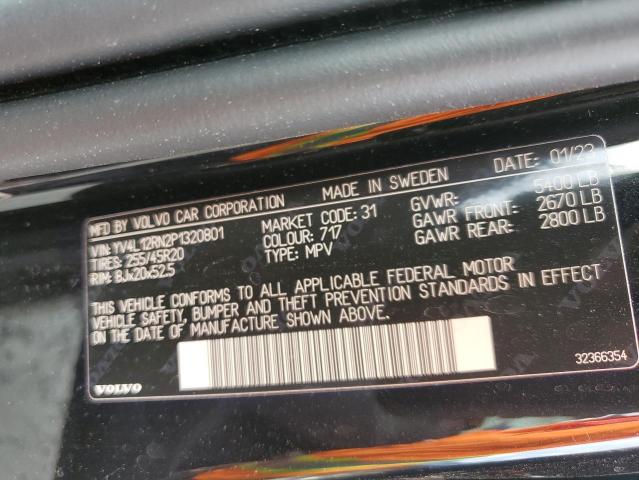 MFD BY VOLVO CAR CORPORATION MADE IN SWEDEN DATE: 01/23
VIN: YV4L12RN2P1320801 MARKET CODE: 31 GVWR: 5400 LB
TIRES: 255/45R20 COLOUR: 717 GAWR FRONT: 2670 LB
RIM: 8Jx20x52.5 TYPE: MPV GAWR REAR: 2800 LB
THIS VEHICLE CONFORMS TO ALL APPLICABLE FEDERAL MOTOR
VEHICLE SAFETY, BUMPER AND THEFT PREVENTION STANDARDS IN EFFECT
ON THE DATE OF MANUFACTURE SHOWN ABOVE.
VOLVO 32366354